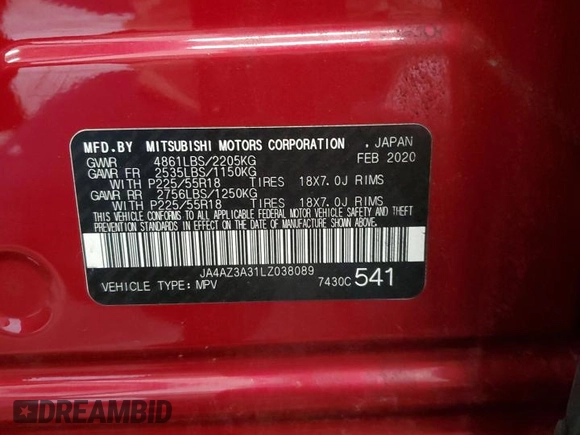 MFD.BY MITSUBISHI MOTORS CORPORATION , JAPAN
GVWR 4861LBS/2205KG FEB 2020
GAWR FR 2535LBS/1150KG
WITH P225/55R18 TIRES 18X7.0J RIMS
GAWR RR 2756LBS/1250KG
WITH P225/55R18 TIRES 18X7.0J RIMS
THIS VEHICLE CONFORMS TO ALL APPLICABLE FEDERAL MOTOR VEHICLE SAFETY AND THEFT
PREVENTION STANDARDS IN EFFECT ON THE DATE OF MANUFACTURE SHOWN ABOVE.
JA4AZ3A31LZ038089
VEHICLE TYPE: MPV 7430C 541
DREAMBID